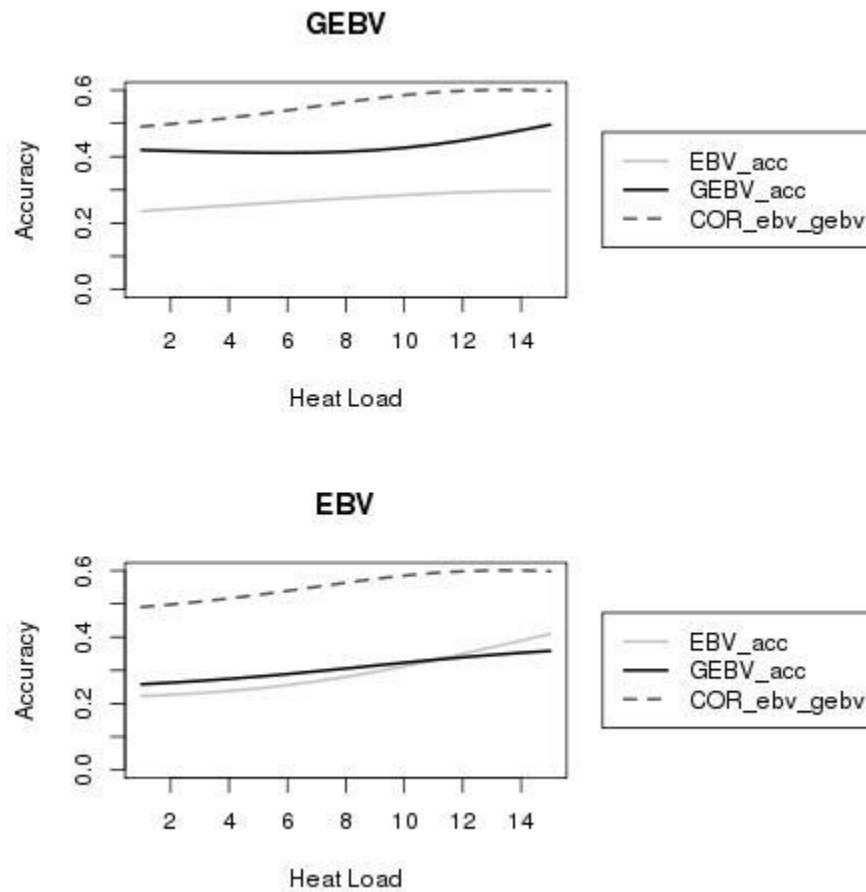 GEBV
Accuracy
0.0 0.2 0.4 0.6
2 4 6 8 10 12 14
Heat Load
EBV_acc
GEBV_acc
COR_ebv_gebv
EBV
Accuracy
0.0 0.2 0.4 0.6
2 4 6 8 10 12 14
Heat Load
EBV_acc
GEBV_acc
COR_ebv_gebv